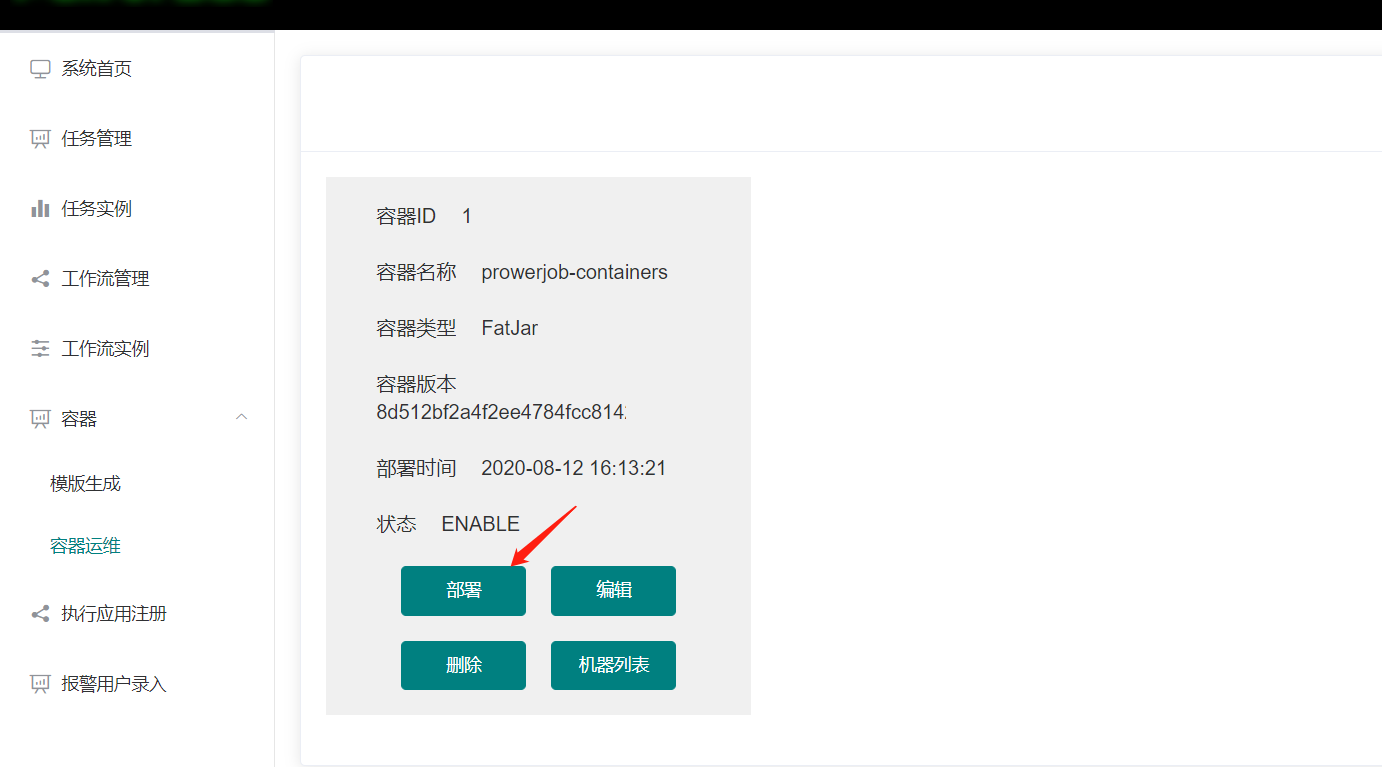 系统首页
任务管理
任务实例
工作流管理
工作流实例
容器
模版生成
容器运维
执行应用注册
报警用户录入
容器ID 1
容器名称 prowerjob-containers
容器类型 FatJar
容器版本
8d512bf2a4f2ee4784fcc814
部署时间 2020-08-12 16:13:21
状态 ENABLE
部署 编辑
删除 机器列表